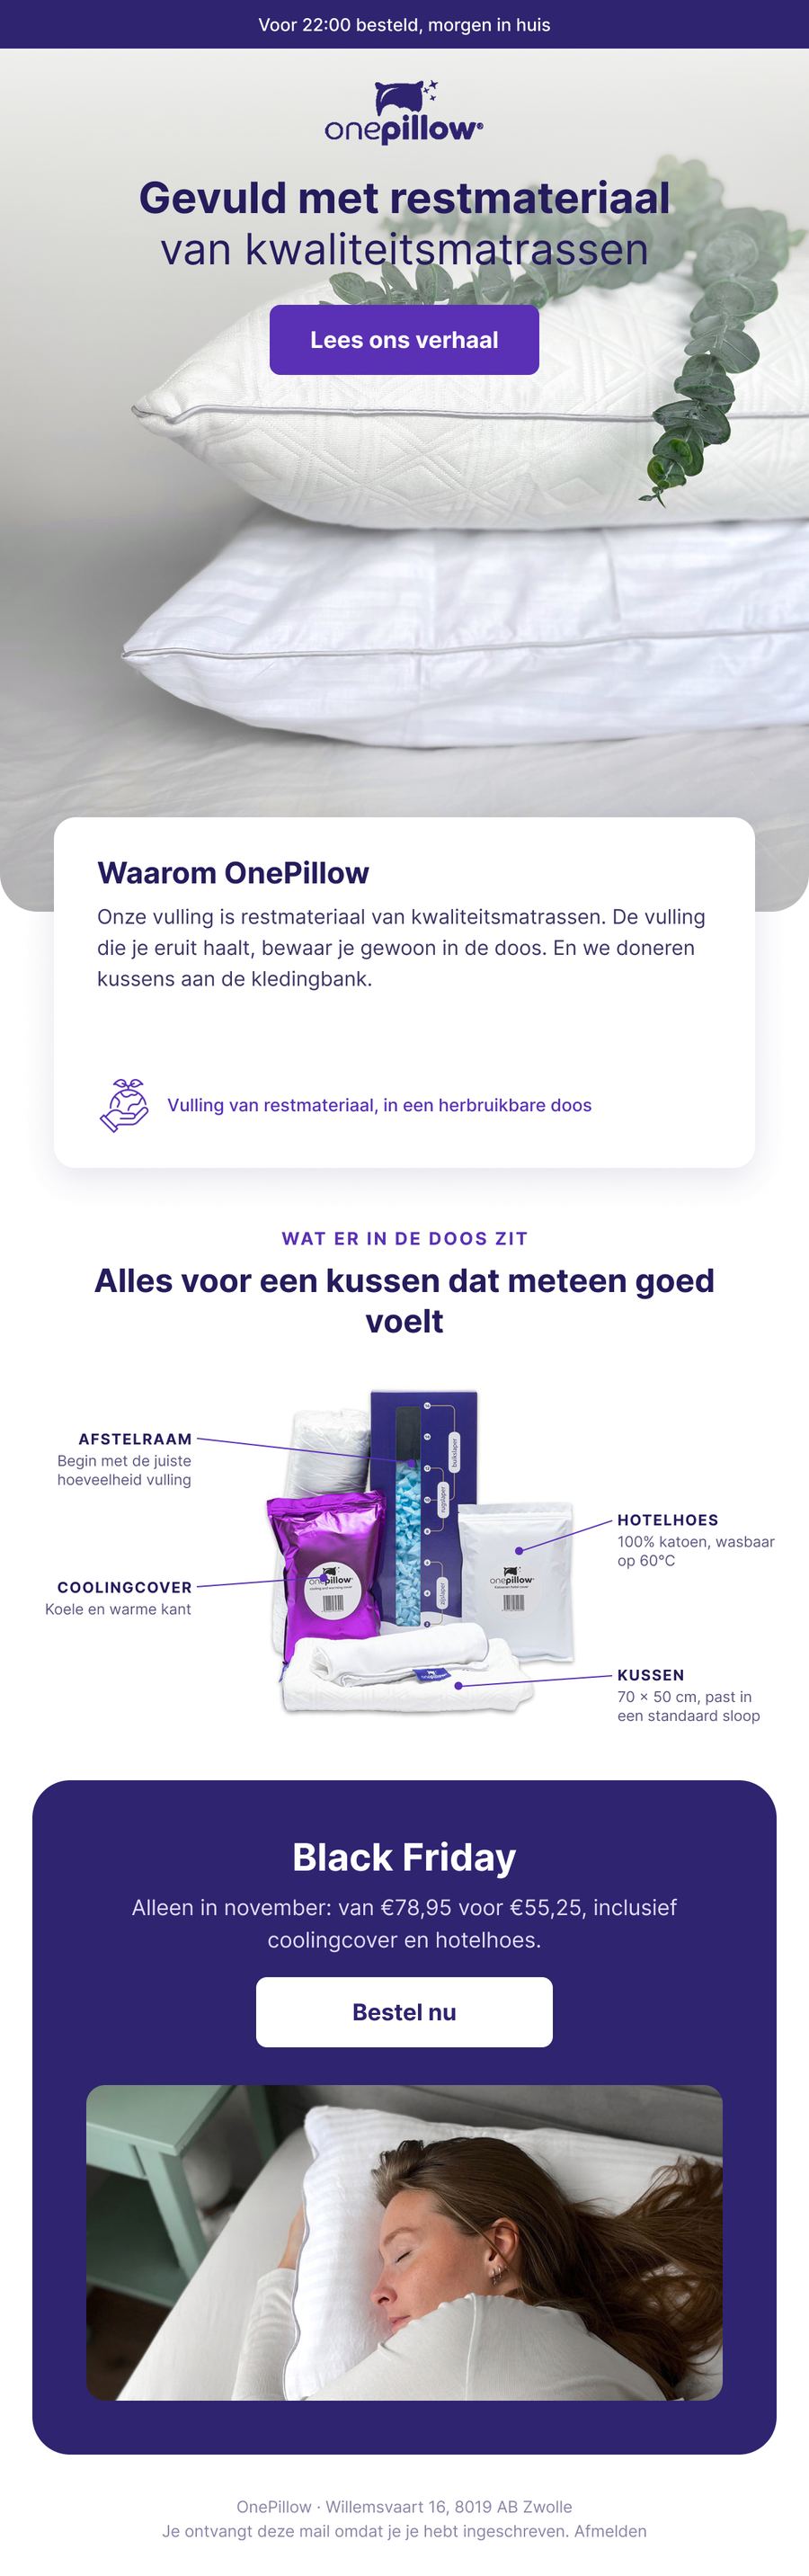 Voor 22:00 besteld, morgen in huis
onepillow®
Gevuld met restmateriaal
van kwaliteitsmatrassen
Lees ons verhaal
Waarom OnePillow
Onze vulling is restmateriaal van kwaliteitsmatrassen. De vulling
die je eruit haalt, bewaar je gewoon in de doos. En we doneren
kussens aan de kledingbank.
Vulling van restmateriaal, in een herbruikbare doos
WAT ER IN DE DOOS ZIT
Alles voor een kussen dat meteen goed
voelt
AFSTELRAAM
Begin met de juiste
hoeveelheid vulling
buikslaper
rugslaper
zijslaper
HOTELHOES
100% katoen, wasbaar
op 60°C
COOLINGCOVER
Koele en warme kant
onepillow
onepillow
KUSSEN
70 × 50 cm, past in
een standaard sloop
Black Friday
Alleen in november: van €78,95 voor €55,25, inclusief
coolingcover en hotelhoes.
Bestel nu
OnePillow · Willemsvaart 16, 8019 AB Zwolle
Je ontvangt deze mail omdat je je hebt ingeschreven. Afmelden